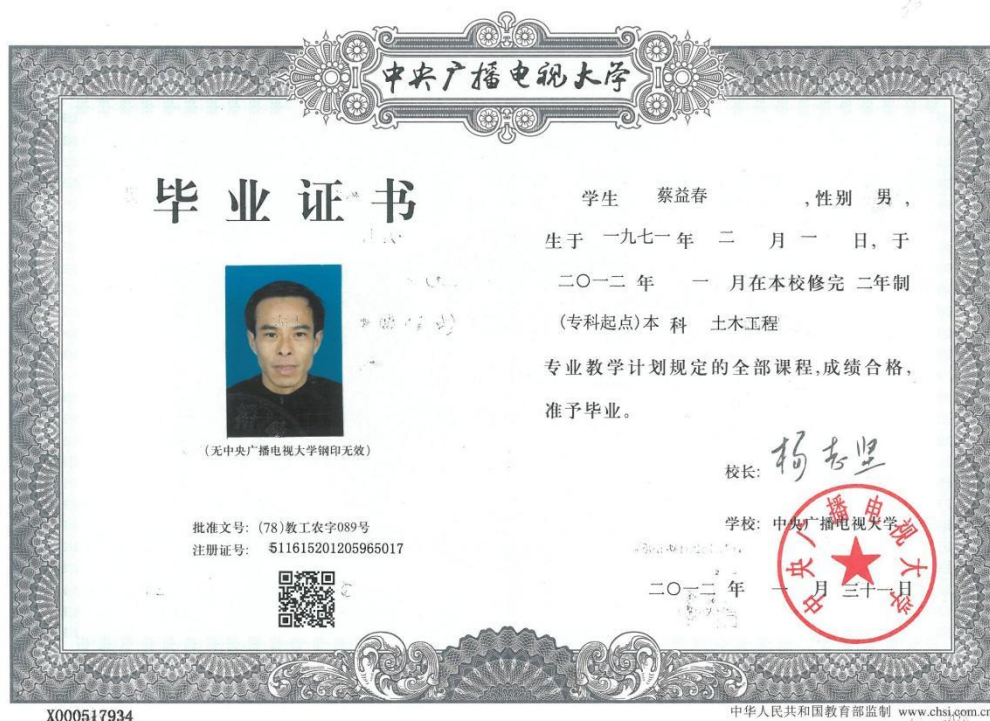 中央广播电视大学
毕业证书
(无中央广播电视大学钢印无效)
批准文号: (78)教工农字089号
注册证号: 511615201205965017
学生 蔡益春 ,性别 男 ,
生于 一九七一 年 二 月 一 日, 于
二〇一二 年 一 月在本校修完 二年制
(专科起点)本 科 土木工程
专业教学计划规定的全部课程,成绩合格,
准予毕业。
校长: 杨志坚
学校: 中央广播电视大学
中央广播电视大学
二〇一二 年 一 月 三十一日
X000517934
中华人民共和国教育部监制 www.chsi.com.cn